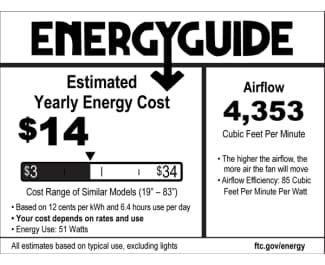 ENERGYGUIDE
Estimated
Yearly Energy Cost
$14
$3 $34
Cost Range of Similar Models (19” – 83”)
• Based on 12 cents per kWh and 6.4 hours use per day
• Your cost depends on rates and use
• Energy Use: 51 Watts
Airflow
4,353
Cubic Feet Per Minute
• The higher the airflow, the
more air the fan will move
• Airflow Efficiency: 85 Cubic
Feet Per Minute Per Watt
All estimates based on typical use, excluding lights
ftc.gov/energy